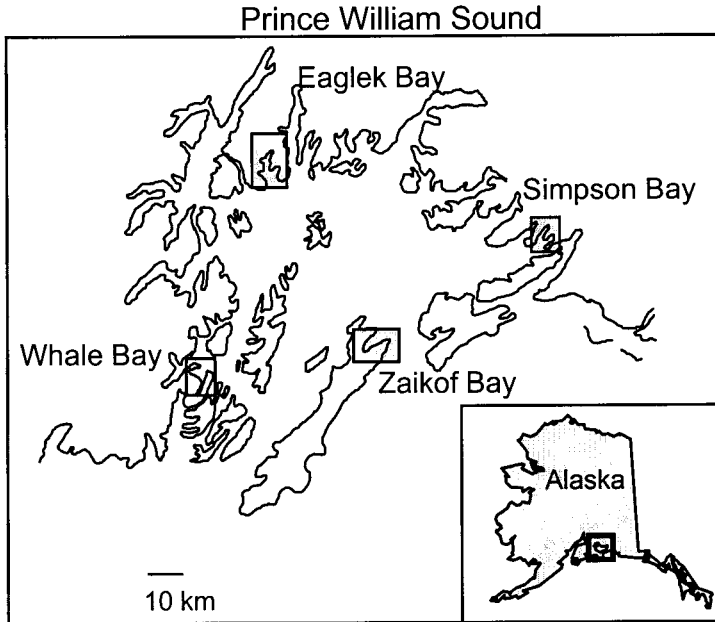 Prince William Sound
Eaglek Bay
Simpson Bay
Whale Bay
Zaikof Bay
Alaska
10 km